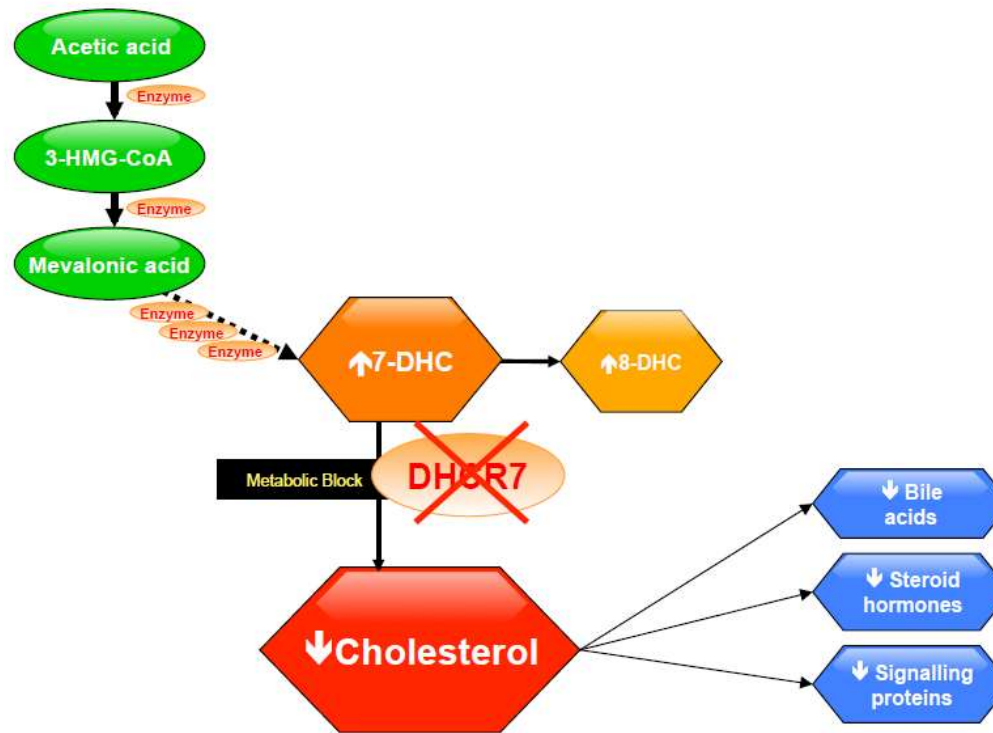 Acetic acid
Enzyme
3-HMG-CoA
Enzyme
Mevalonic acid
Enzyme
Enzyme
Enzyme
↑7-DHC
↑8-DHC
Metabolic Block
DHCR7
↓ Bile
acids
↓ Steroid
hormones
↓Cholesterol
↓ Signalling
proteins